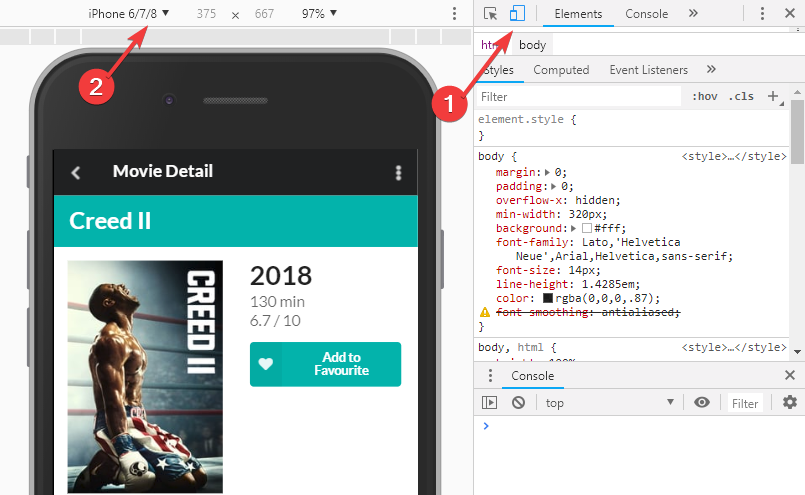 iPhone 6/7/8 ▼ 375 × 667 97% ▼
2
Movie Detail
Creed II
CREED II
2018
130 min
6.7 / 10
Add to
Favourite
Elements Console »
1
htm body
Styles Computed Event Listeners »
Filter :hov .cls +
element.style {
}
body { <style>…</style>
margin:▸ 0;
padding:▸ 0;
overflow-x: hidden;
min-width: 320px;
background:▸ #fff;
font-family: Lato,'Helvetica
Neue',Arial,Helvetica,sans-serif;
font-size: 14px;
line-height: 1.4285em;
color: rgba(0,0,0,.87);
font-smoothing: antialiased;
}
body, html { <style>…</style>
height: 100%
Console
top ▼ Filter